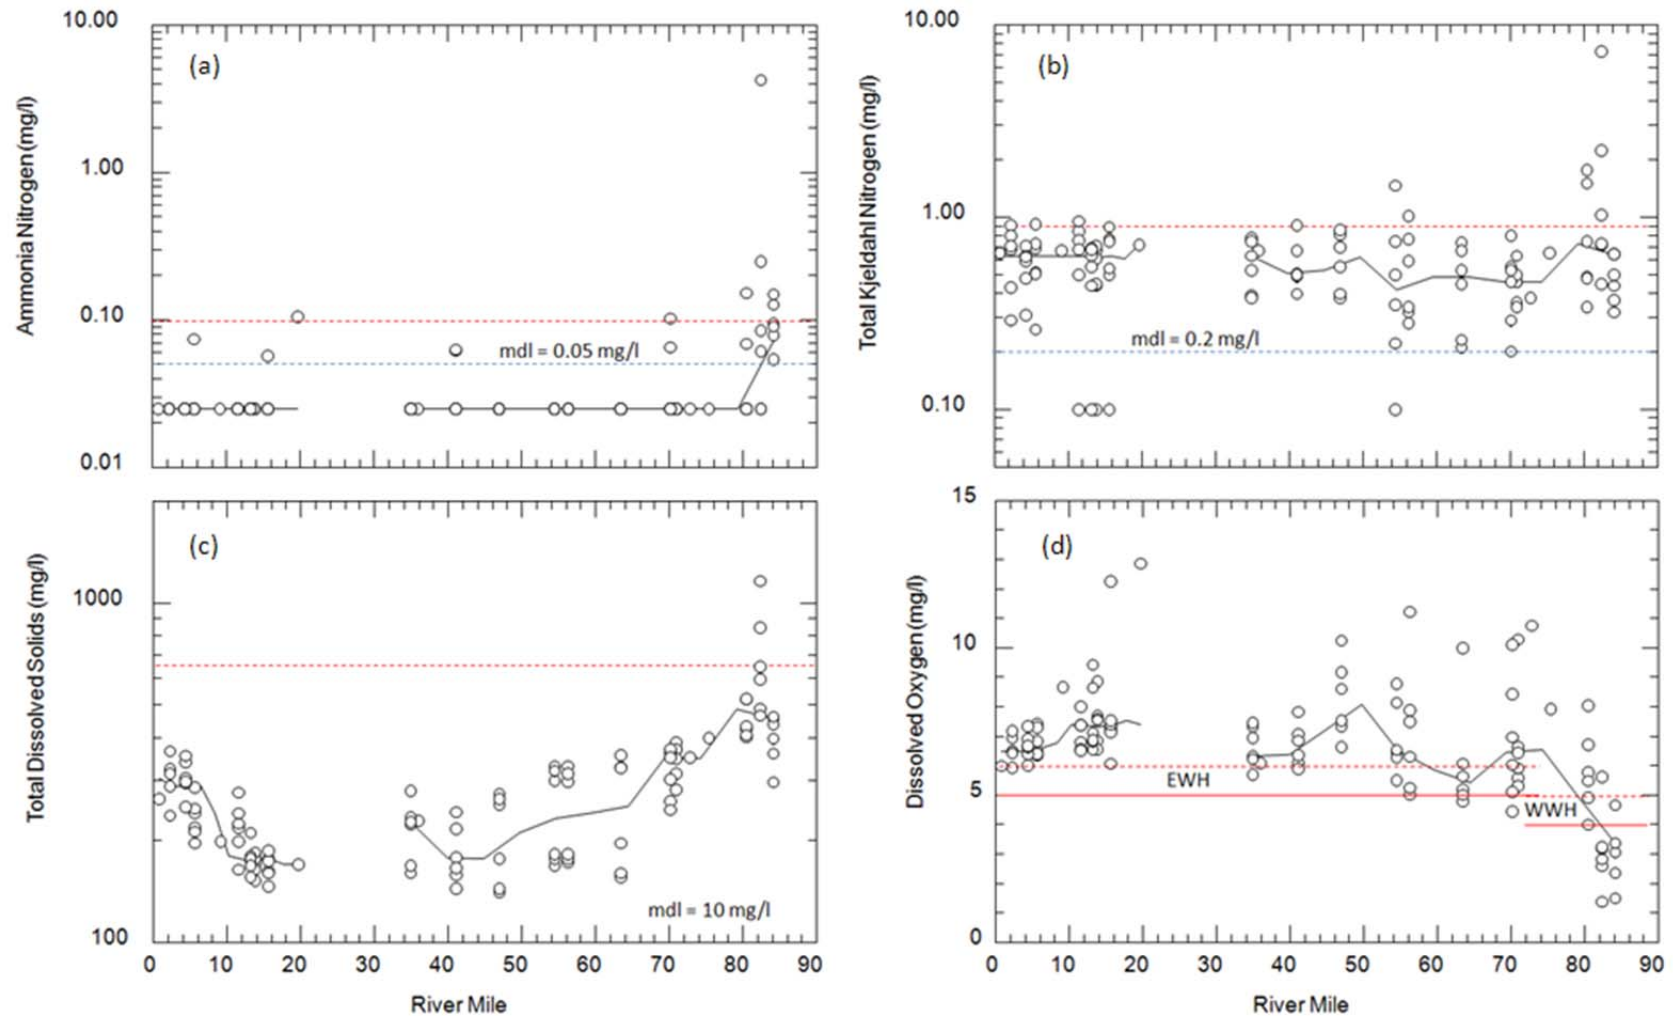 (a)
Ammonia Nitrogen (mg/l)
10.00
1.00
0.10
0.01
mdl = 0.05 mg/l
(b)
Total Kjeldahl Nitrogen (mg/l)
10.00
1.00
0.10
mdl = 0.2 mg/l
(c)
Total Dissolved Solids (mg/l)
1000
100
mdl = 10 mg/l
0 10 20 30 40 50 60 70 80 90
River Mile
(d)
Dissolved Oxygen (mg/l)
15
10
5
0
EWH
WWH
0 10 20 30 40 50 60 70 80 90
River Mile